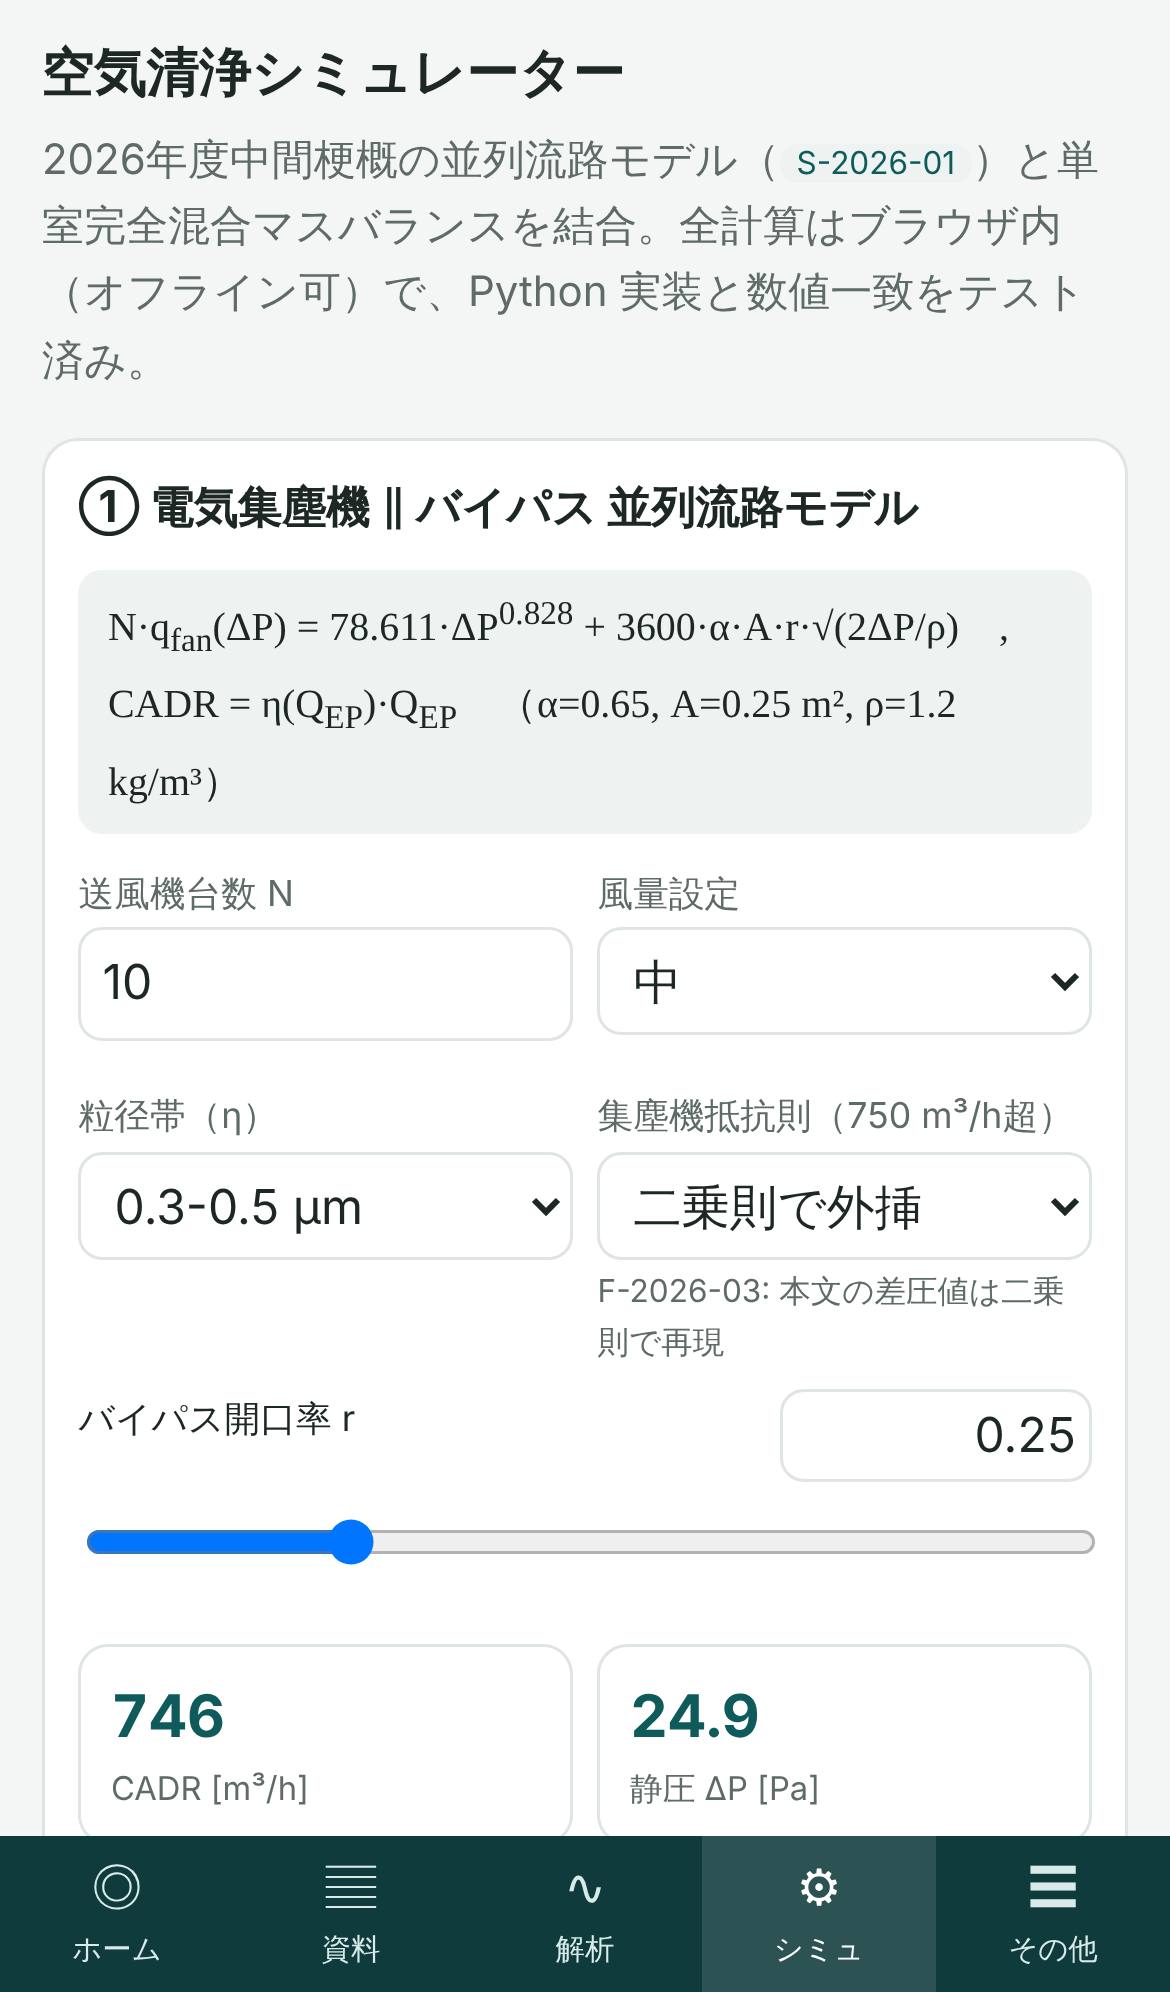 空気清浄シミュレーター
2026年度中間梗概の並列流路モデル（S-2026-01）と単
室完全混合マスバランスを結合。全計算はブラウザ内
（オフライン可）で、Python 実装と数値一致をテスト
済み。
① 電気集塵機 ∥ バイパス 並列流路モデル
N·qfan(ΔP) = 78.611·ΔP^0.828 + 3600·α·A·r·√(2ΔP/ρ)　,
CADR = η(QEP)·QEP　（α=0.65, A=0.25 m², ρ=1.2
kg/m³）
送風機台数 N
風量設定
10
中
粒径帯（η）
集塵機抵抗則（750 m³/h超）
0.3-0.5 µm
二乗則で外挿
F-2026-03: 本文の差圧値は二乗
則で再現
バイパス開口率 r
0.25
746
CADR [m³/h]
24.9
静圧 ΔP [Pa]
ホーム
資料
解析
シミュ
その他